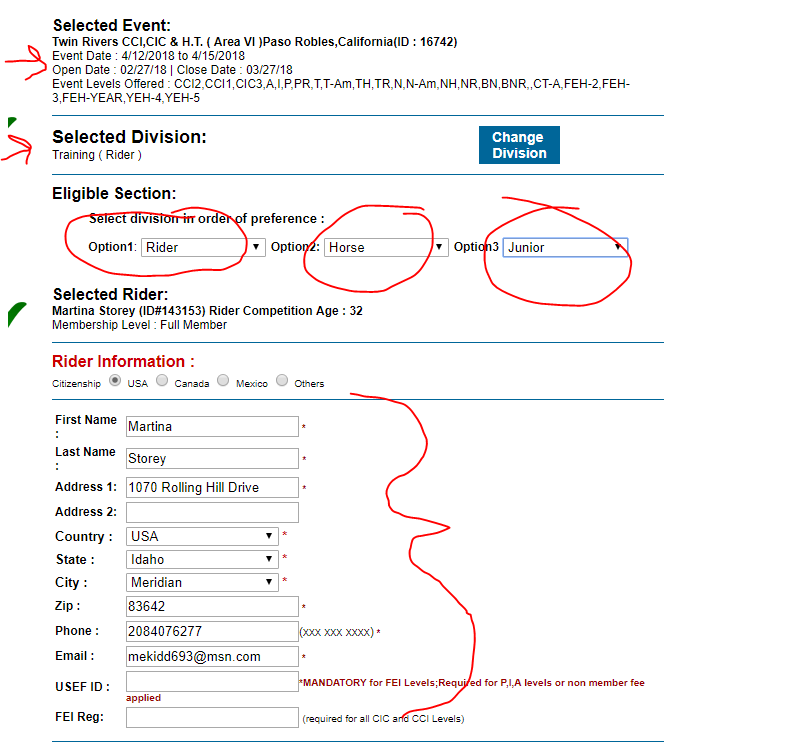 Selected Event:
Twin Rivers CCI,CIC & H.T. ( Area VI )Paso Robles,California(ID : 16742)
Event Date : 4/12/2018 to 4/15/2018
Open Date : 02/27/18 | Close Date : 03/27/18
Event Levels Offered : CCI2,CCI1,CIC3,A,I,P,PR,T,T-Am,TH,TR,N,N-Am,NH,NR,BN,BNR,,CT-A,FEH-2,FEH-
3,FEH-YEAR,YEH-4,YEH-5
Selected Division:
Change
Division
Training ( Rider )
Eligible Section:
Select division in order of preference :
Option1: Rider Option2: Horse Option3 Junior
Selected Rider:
Martina Storey (ID#143153) Rider Competition Age : 32
Membership Level : Full Member
Rider Information :
Citizenship USA Canada Mexico Others
First Name
: Martina *
Last Name
: Storey *
Address 1: 1070 Rolling Hill Drive *
Address 2:
Country : USA *
State : Idaho *
City : Meridian *
Zip : 83642 *
Phone : 2084076277 (xxx xxx xxxx) *
Email : mekidd693@msn.com *
USEF ID : *MANDATORY for FEI Levels;Required for P,I,A levels or non member fee
applied
FEI Reg: (required for all CIC and CCI Levels)